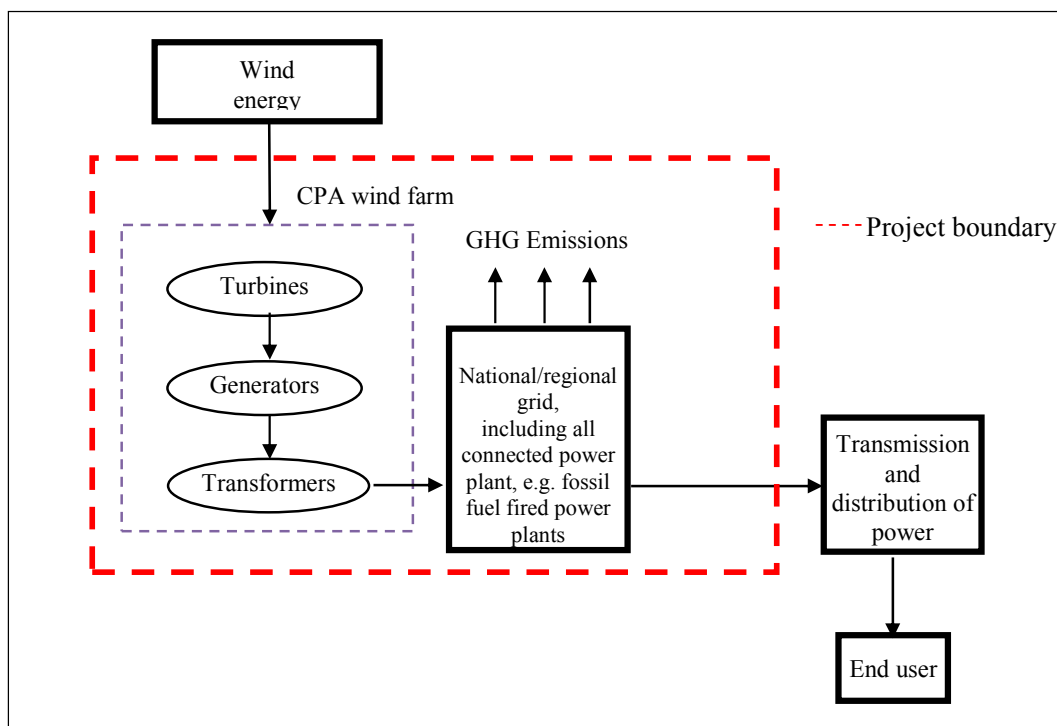 Wind
energy
CPA wind farm
GHG Emissions
Project boundary
Turbines
Generators
Transformers
National/regional
grid,
including all
connected power
plant, e.g. fossil
fuel fired power
plants
Transmission
and
distribution of
power
End user